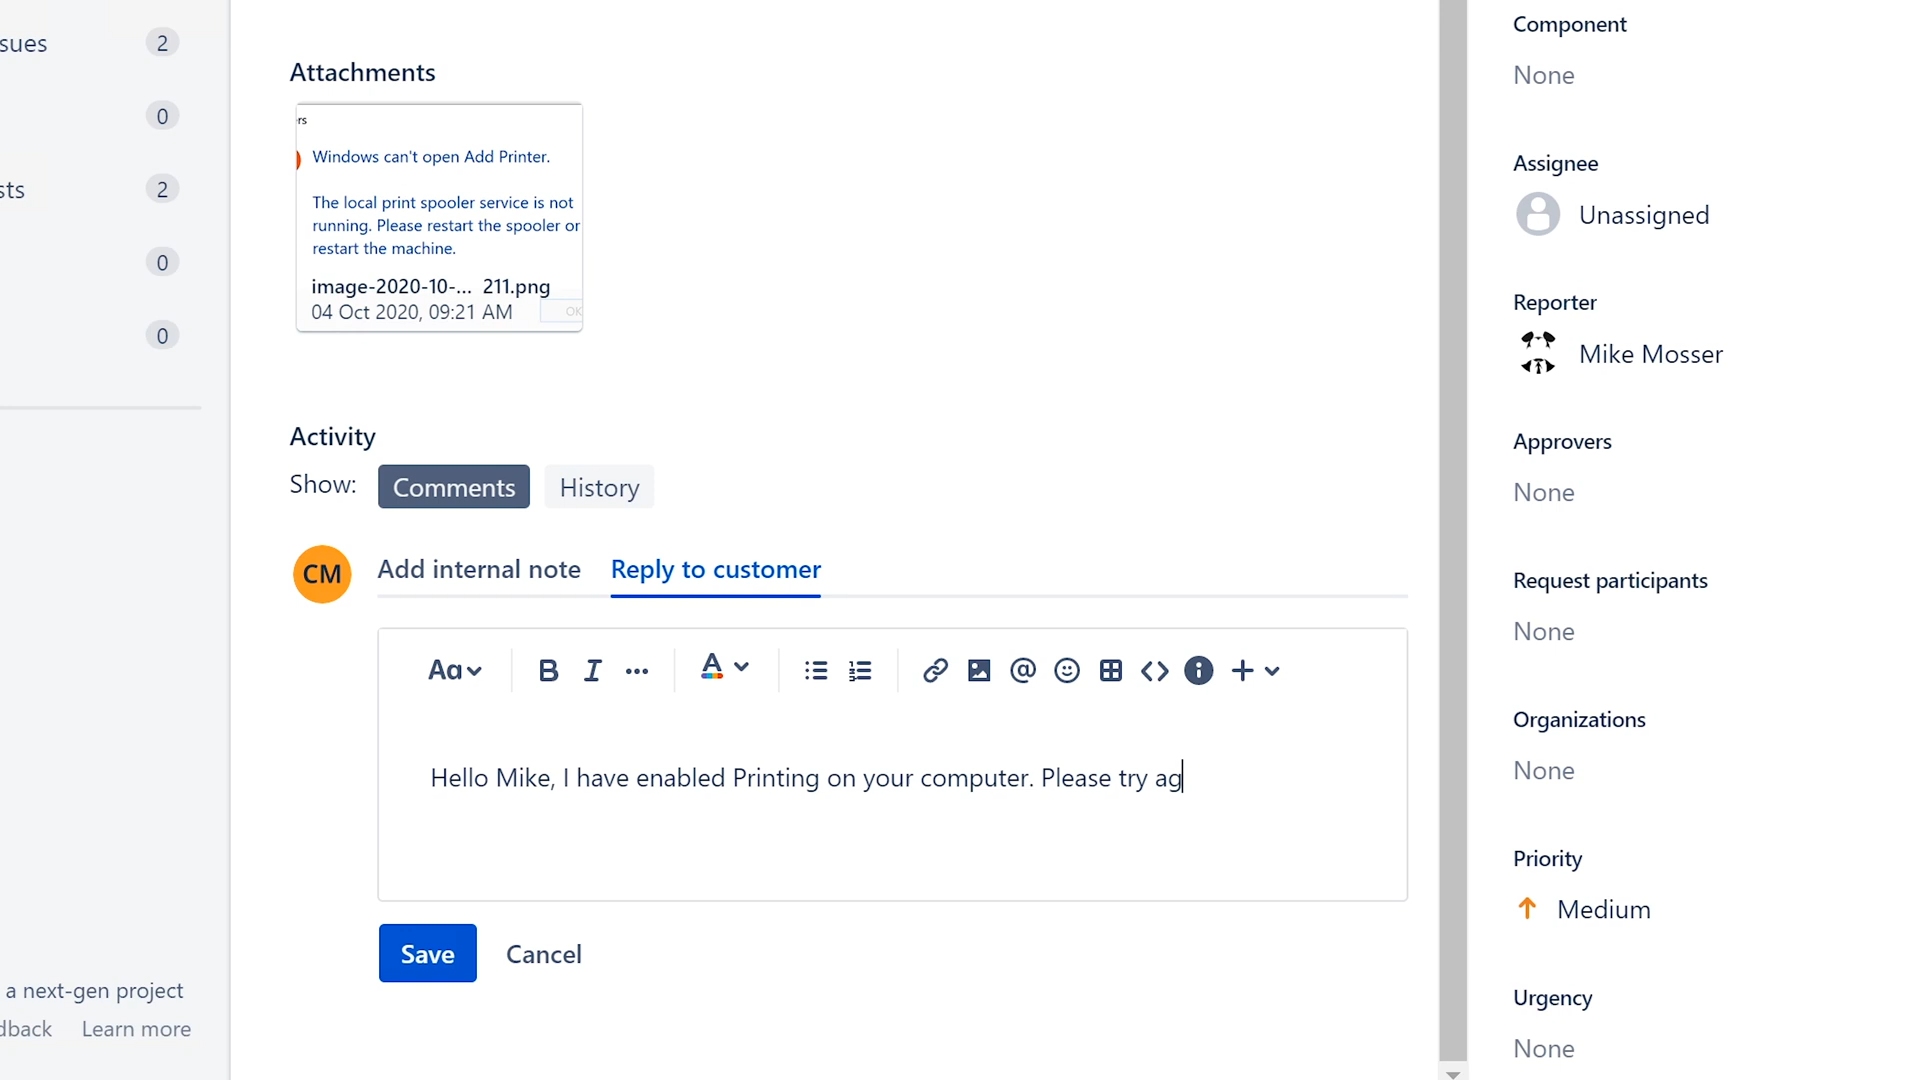 sues 2
0
sts 2
0
0
a next-gen project
dback Learn more
Attachments
rs
Windows can't open Add Printer.
The local print spooler service is not
running. Please restart the spooler or
restart the machine.
image-2020-10-... 211.png
04 Oct 2020, 09:21 AM
OK
Activity
Show: Comments History
CM Add internal note Reply to customer
Aa B I ... A
Hello Mike, I have enabled Printing on your computer. Please try ag
Save Cancel
Component
None
Assignee
Unassigned
Reporter
Mike Mosser
Approvers
None
Request participants
None
Organizations
None
Priority
Medium
Urgency
None